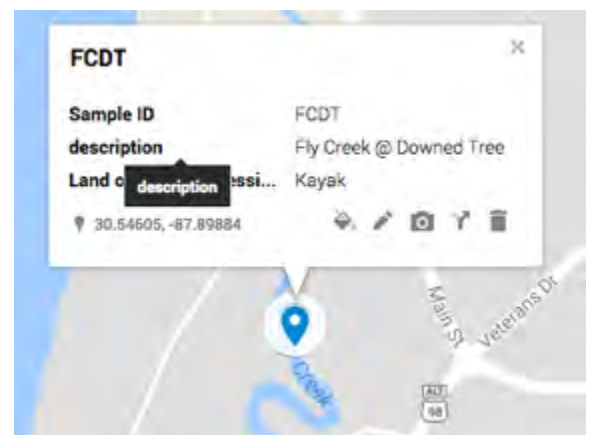 FCDT
Sample ID FCDT
description Fly Creek @ Downed Tree
Land o essi... Kayak
description
30.54605, -87.89884
Main St
Veterans Dr
Creek
ALT
98